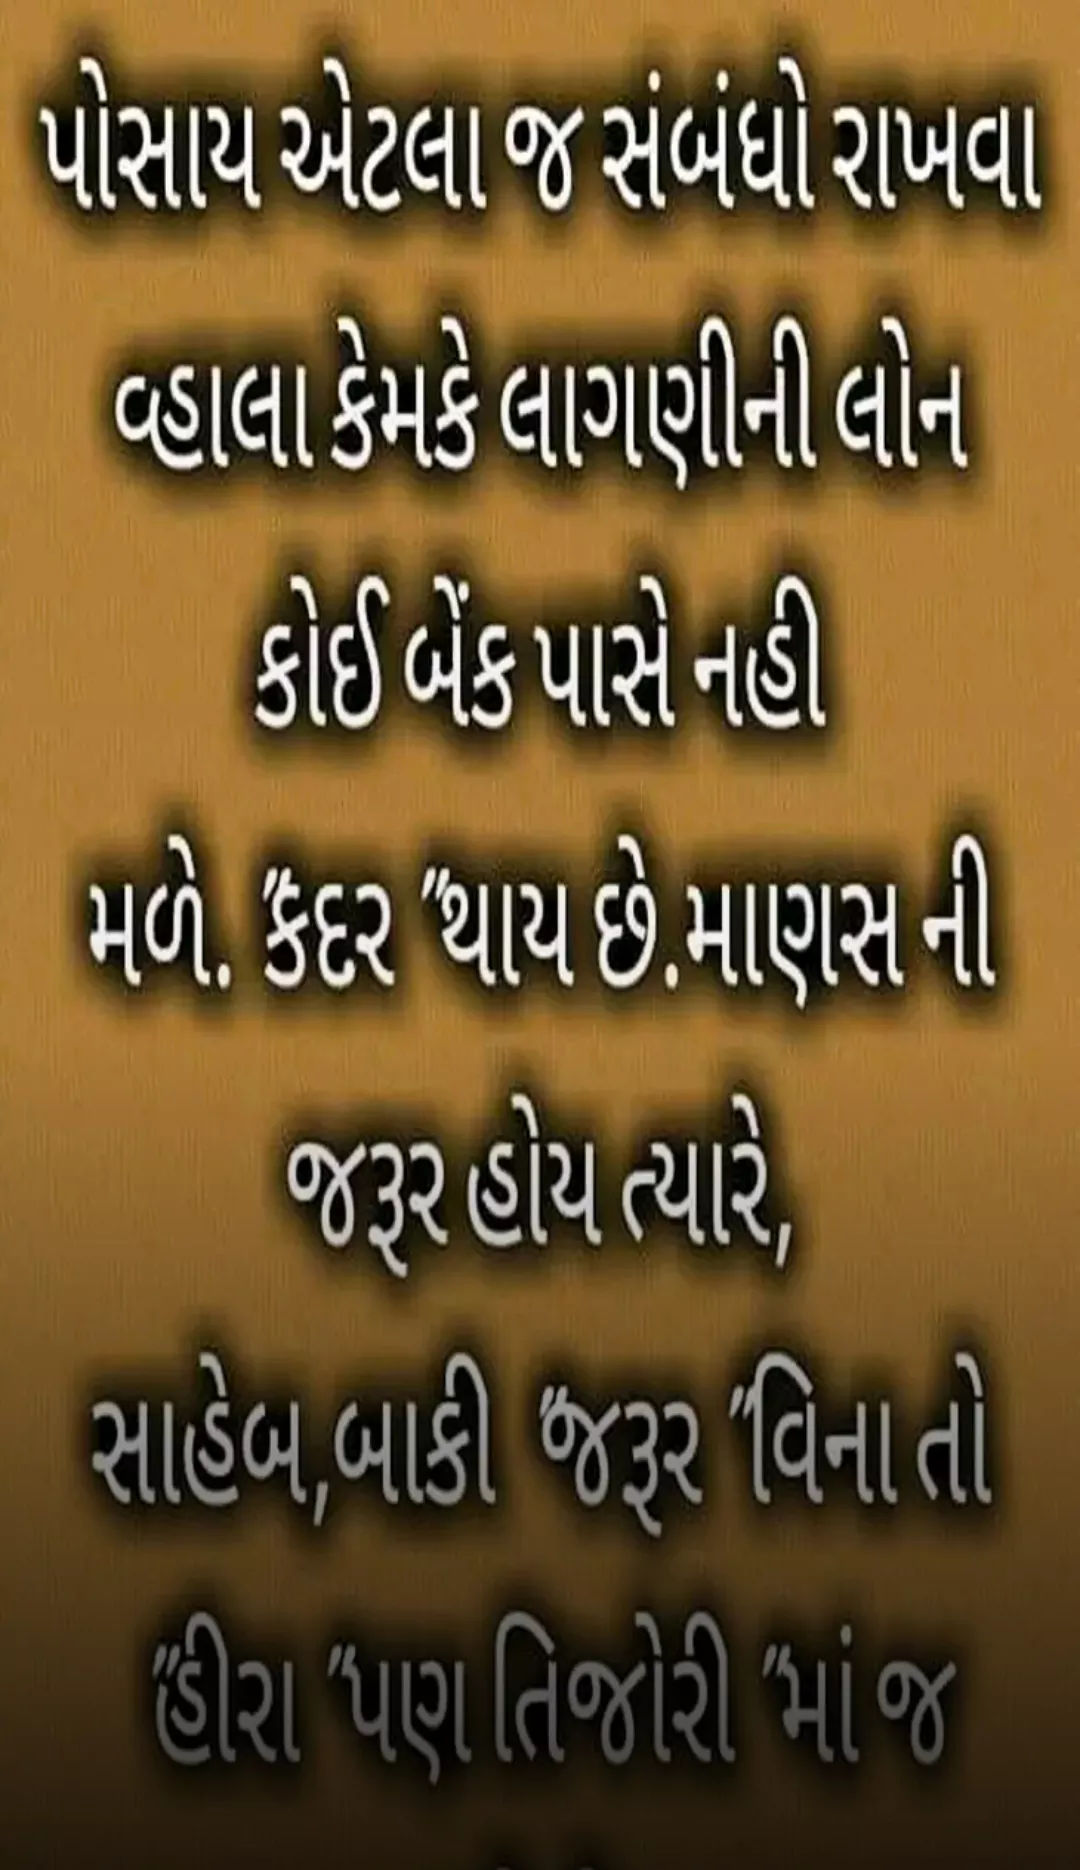 પોસાય એટલા જ સંબંધો રાખવા
વ્હાલા કેમકે લાગણીની લોન
કોઈ બેંક પાસે નહી
મળે. "કદર "થાય છે.માણસ ની
જરૂર હોય ત્યારે,
સાહેબ,બાકી "જરૂર "વિના તો
"હીરા "પણ તિજોરી "માં જ